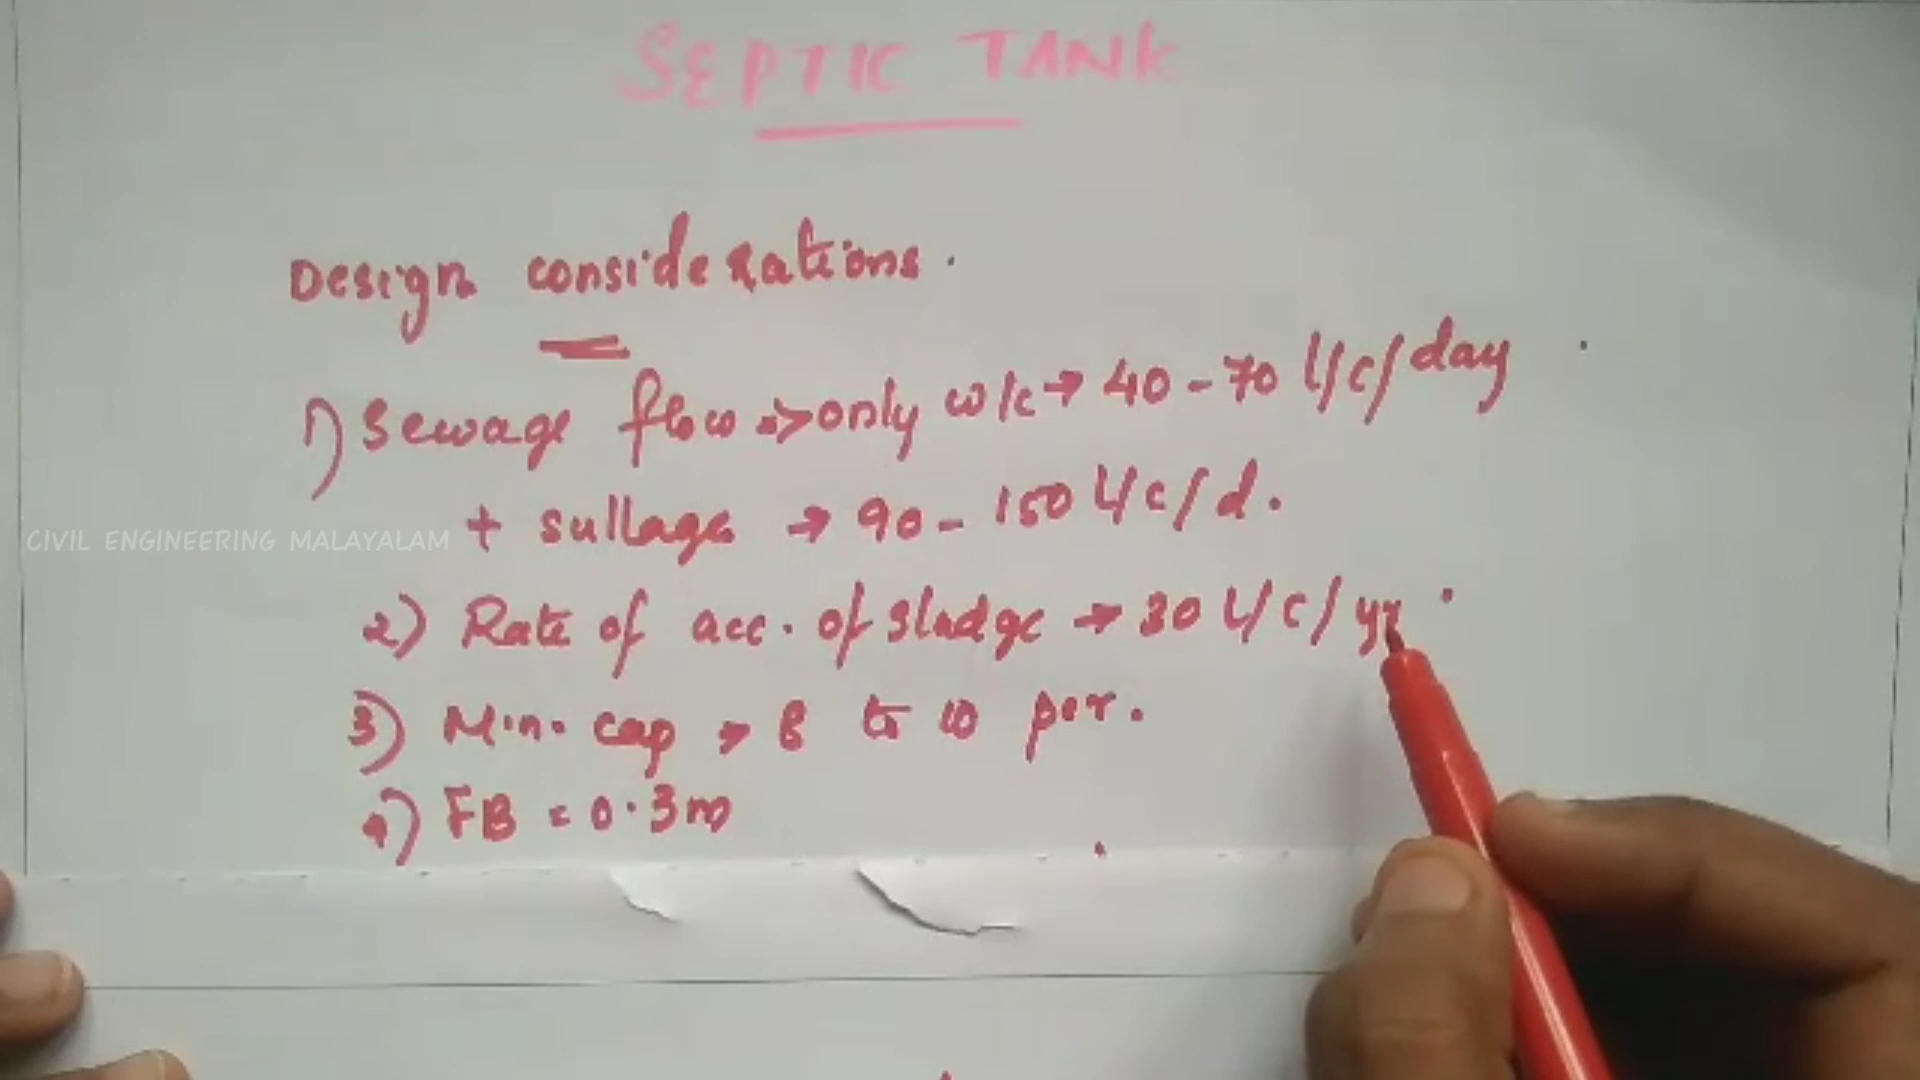 SEPTIC TANK
Design considerations.
1) Sewage flow → only w/c → 40 - 70 l/c/day
+ sullage → 90 - 150 L/c/d.
CIVIL ENGINEERING MALAYALAM
2) Rate of acc. of sludge → 30 L/C/yr
3) Min. cap → 8 to 10 per.
4) FB = 0.3m